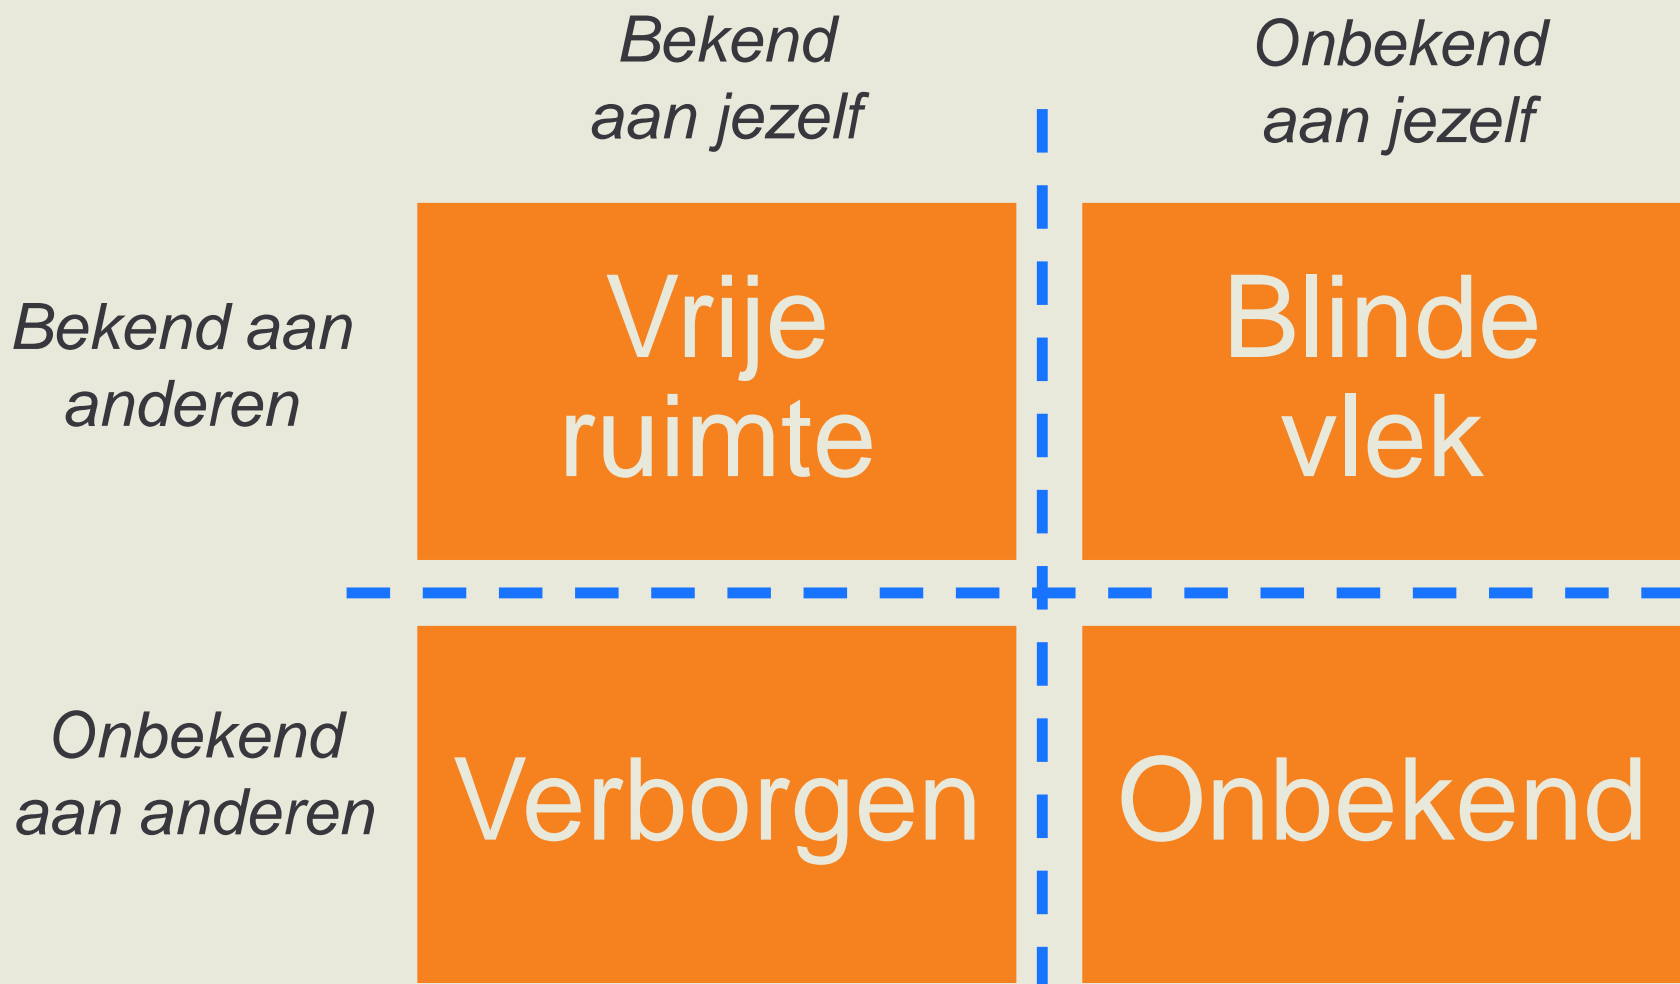 Bekend
aan jezelf
Onbekend
aan jezelf
Bekend aan
anderen
Vrije
ruimte
Blinde
vlek
Onbekend
aan anderen
Verborgen
Onbekend